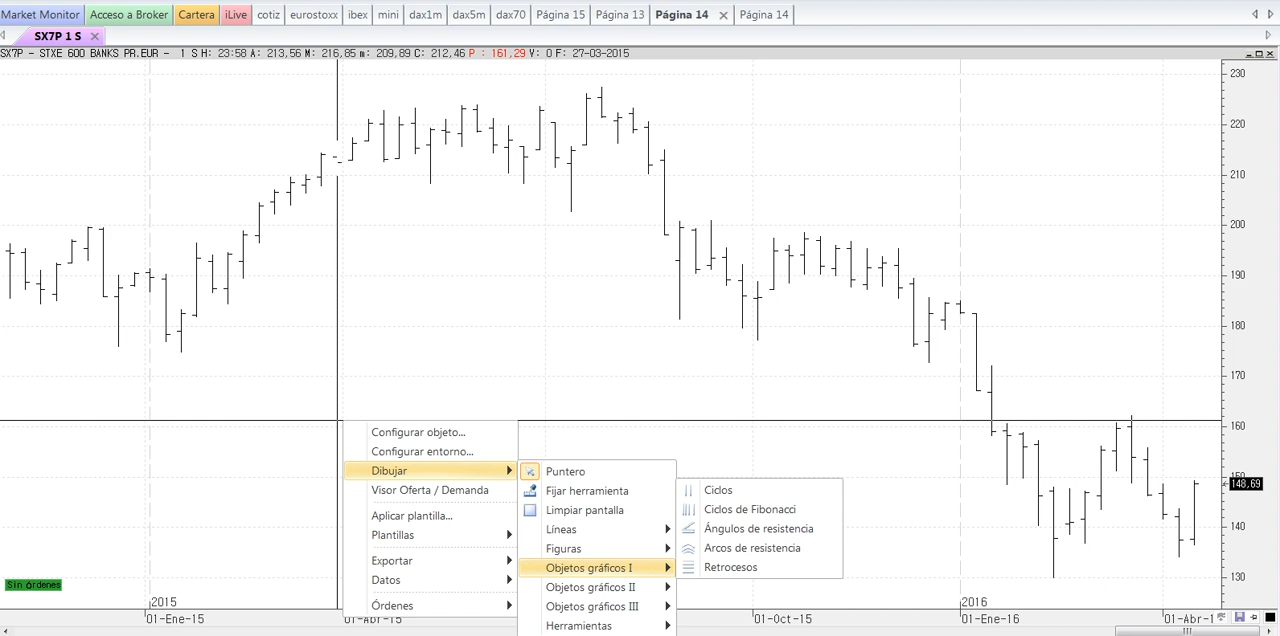 Market Monitor Acceso a Broker Cartera iLive cotiz eurostoxx ibex mini dax1m dax5m dax70 Página 15 Página 13 Página 14 Página 14
SX7P 1 S
SX7P - STXE 600 BANKS PR.EUR - 1 S H: 23:58 A: 213,56 M: 216,85 m: 209,89 C: 212,46 P : 161,29 V: 0 F: 27-03-2015
230
220
210
200
190
180
170
160
150
148,69
140
130
Configurar objeto...
Configurar entorno...
Dibujar
Visor Oferta / Demanda
Aplicar plantilla...
Plantillas
Exportar
Datos
Órdenes
Puntero
Fijar herramienta
Limpiar pantalla
Líneas
Figuras
Objetos gráficos I
Objetos gráficos II
Objetos gráficos III
Herramientas
Ciclos
Ciclos de Fibonacci
Ángulos de resistencia
Arcos de resistencia
Retrocesos
Sin órdenes
2015 2016
01-Ene-15 01-Abr-15 01-Oct-15 01-Ene-16 01-Abr-1